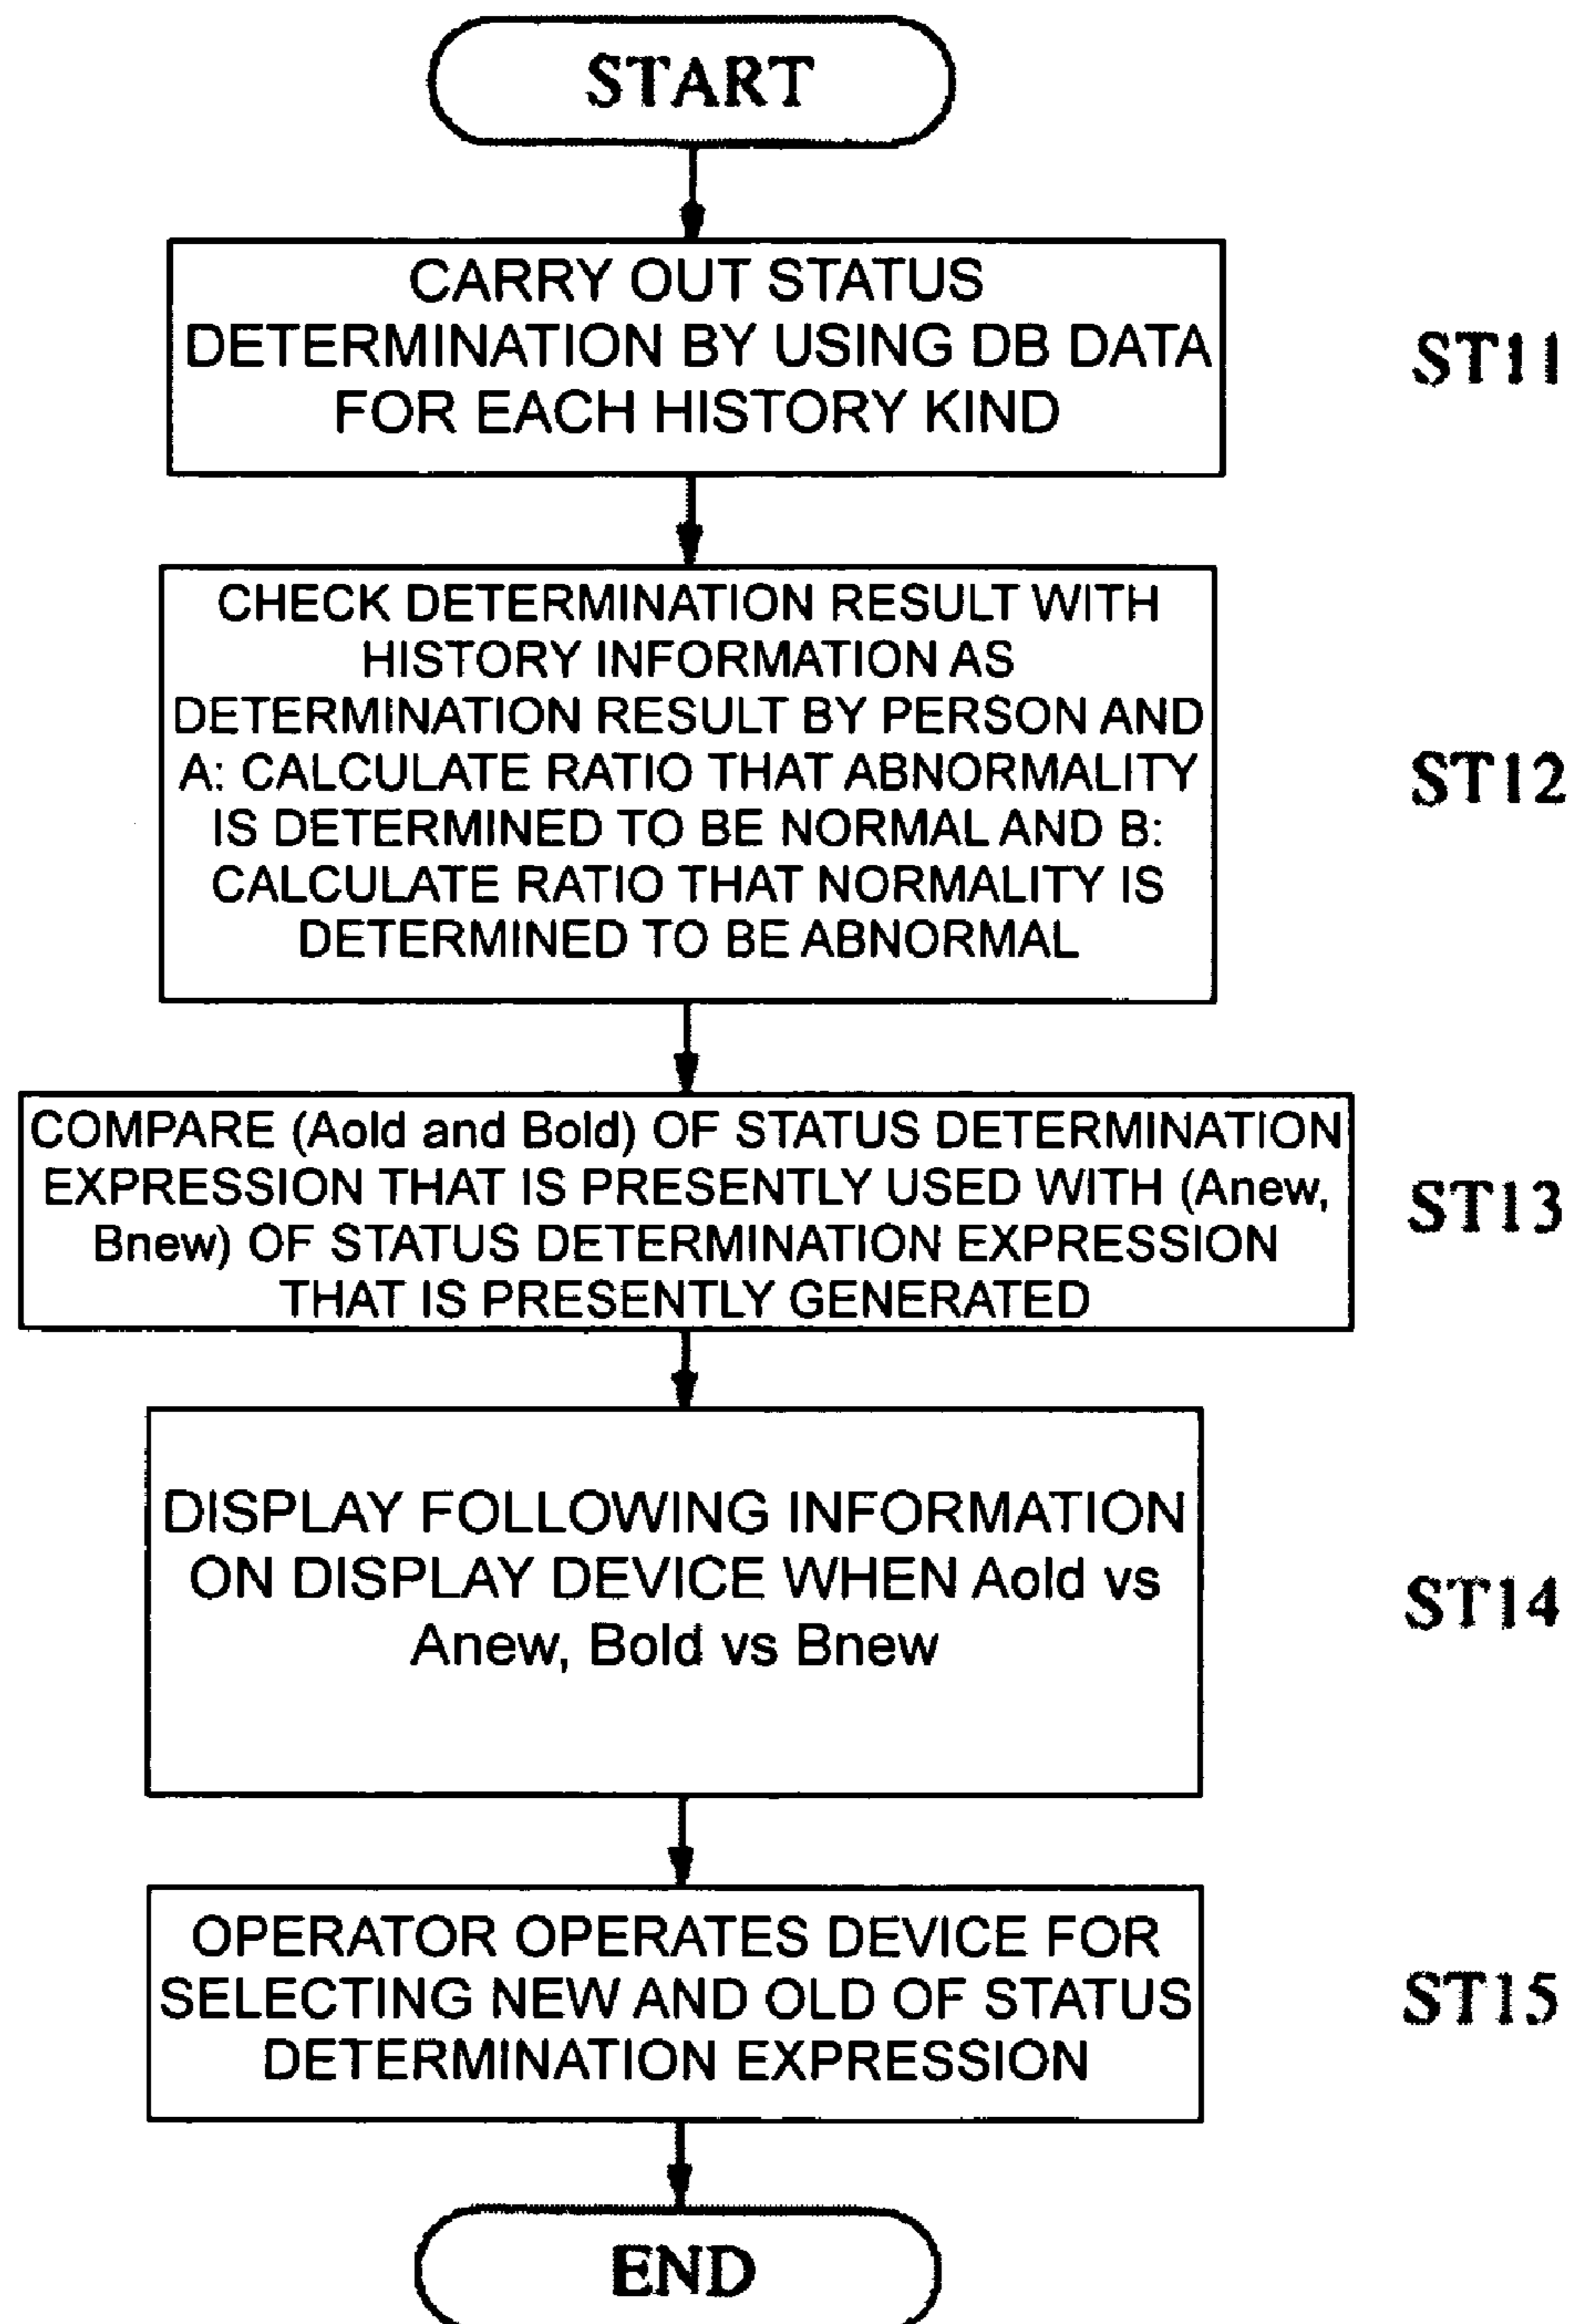 START
CARRY OUT STATUS
DETERMINATION BY USING DB DATA
FOR EACH HISTORY KIND
ST11
CHECK DETERMINATION RESULT WITH
HISTORY INFORMATION AS
DETERMINATION RESULT BY PERSON AND
A: CALCULATE RATIO THAT ABNORMALITY
IS DETERMINED TO BE NORMAL AND B:
CALCULATE RATIO THAT NORMALITY IS
DETERMINED TO BE ABNORMAL
ST12
COMPARE (Aold and Bold) OF STATUS DETERMINATION
EXPRESSION THAT IS PRESENTLY USED WITH (Anew,
Bnew) OF STATUS DETERMINATION EXPRESSION
THAT IS PRESENTLY GENERATED
ST13
DISPLAY FOLLOWING INFORMATION
ON DISPLAY DEVICE WHEN Aold vs
Anew, Bold vs Bnew
ST14
OPERATOR OPERATES DEVICE FOR
SELECTING NEW AND OLD OF STATUS
DETERMINATION EXPRESSION
ST15
END